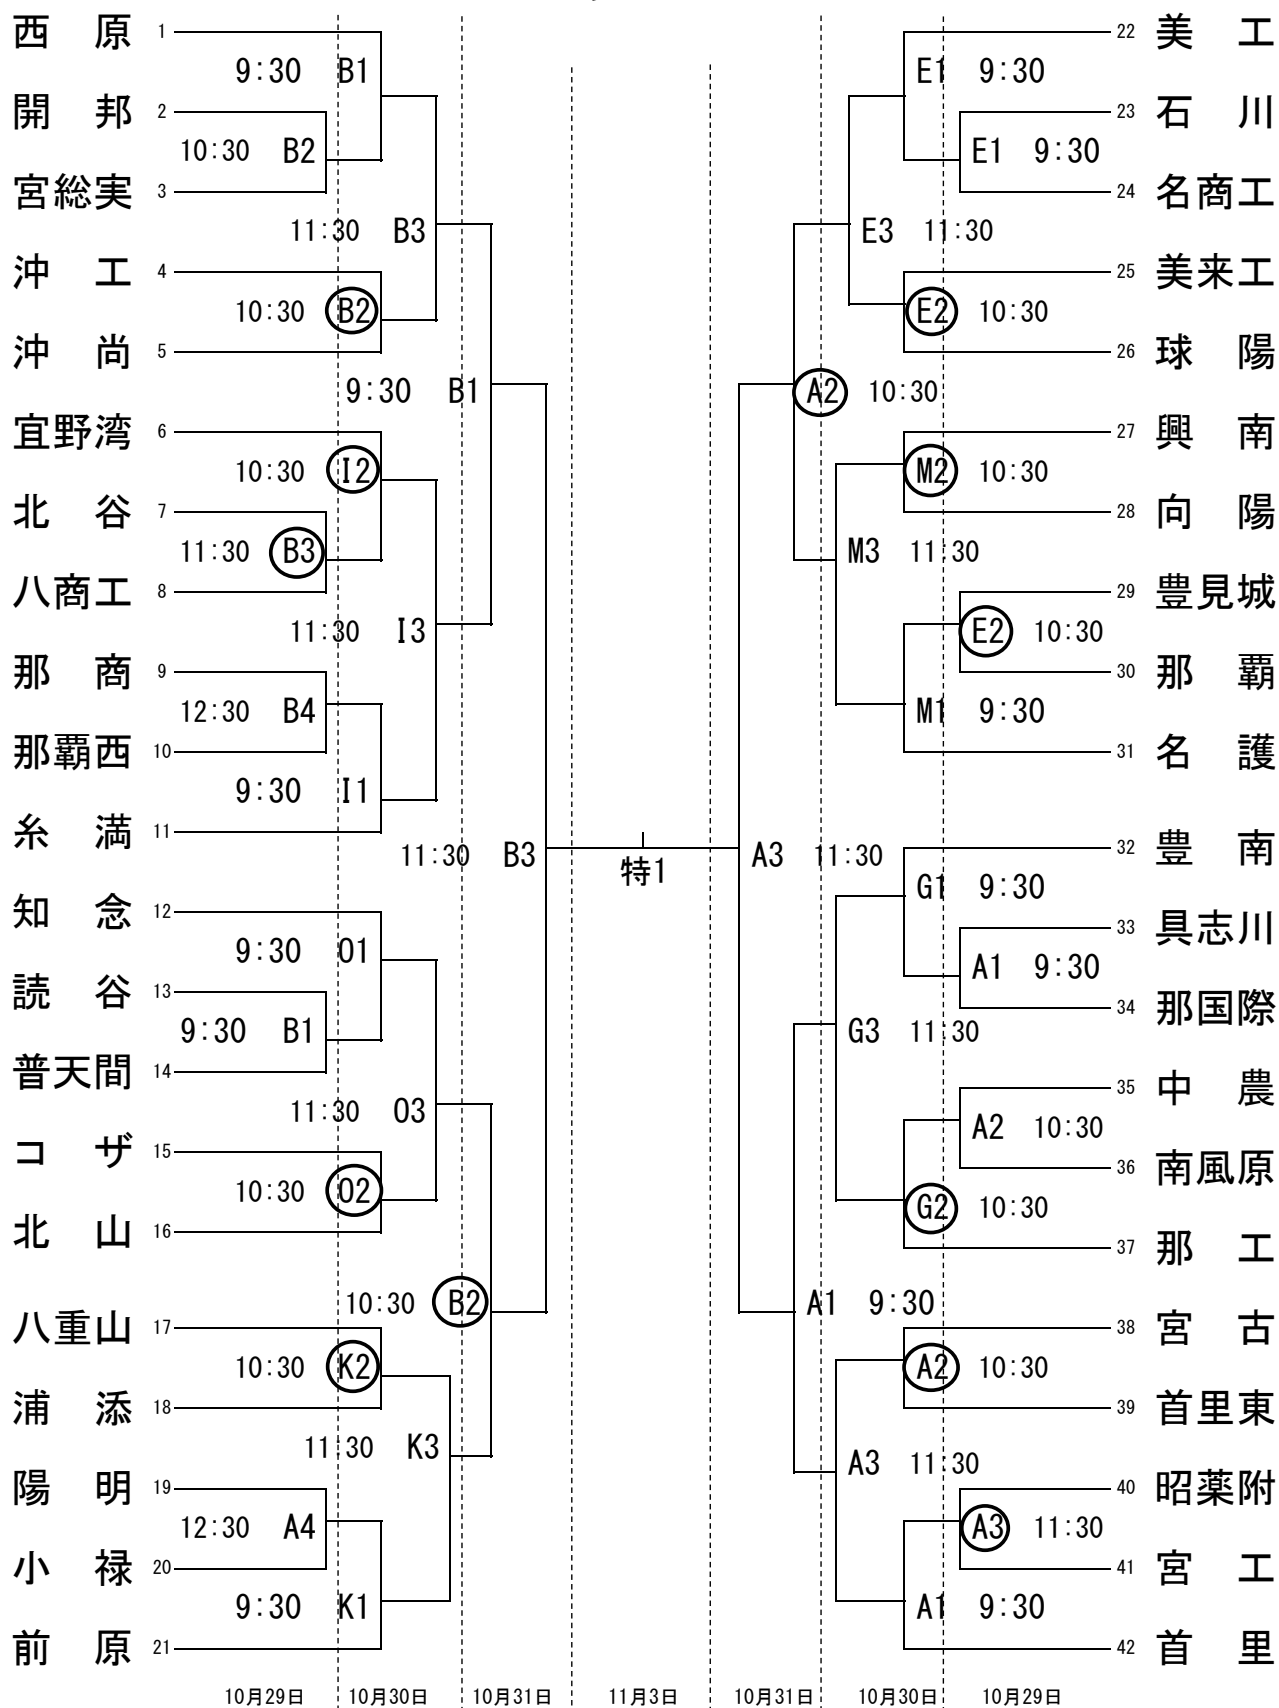 西原 1 22 美工
9:30 B1 E1 9:30
開邦 2 23 石川
10:30 B2 E1 9:30
宮総実 3 24 名商工
11:30 B3 E3 11:30
沖工 4 25 美来工
10:30 B2 E2 10:30
沖尚 5 26 球陽
9:30 B1 A2 10:30
宜野湾 6 27 興南
10:30 I2 M2 10:30
北谷 7 28 向陽
11:30 B3 M3 11:30
八商工 8 29 豊見城
11:30 I3 E2 10:30
那商 9 30 那覇
12:30 B4 M1 9:30
那覇西 10 31 名護
9:30 I1
糸満 11 32 豊南
11:30 B3 特1 A3 11:30
G1 9:30
知念 12 33 具志川
9:30 O1 A1 9:30
読谷 13 34 那国際
9:30 B1 G3 11:30
普天間 14 35 中農
11:30 O3 A2 10:30
コザ 15 36 南風原
10:30 O2 G2 10:30
北山 16 37 那工
10:30 B2 A1 9:30
八重山 17 38 宮古
10:30 K2 A2 10:30
浦添 18 39 首里東
11:30 K3 A3 11:30
陽明 19 40 昭薬附
12:30 A4 A3 11:30
小禄 20 41 宮工
9:30 K1 A1 9:30
前原 21 42 首里
10月29日 10月30日 10月31日 11月3日 10月31日 10月30日 10月29日